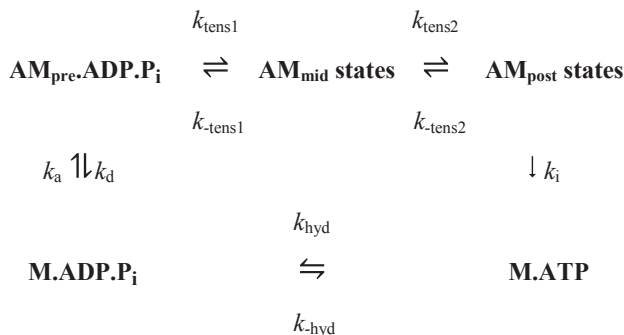 k_tens1 k_tens2
AM_pre.ADP.P_i ⇌ AM_mid states ⇌ AM_post states
k_-tens1 k_-tens2
k_a ⥮ k_d ↓ k_i
k_hyd
M.ADP.P_i ⇋ M.ATP
k_-hyd